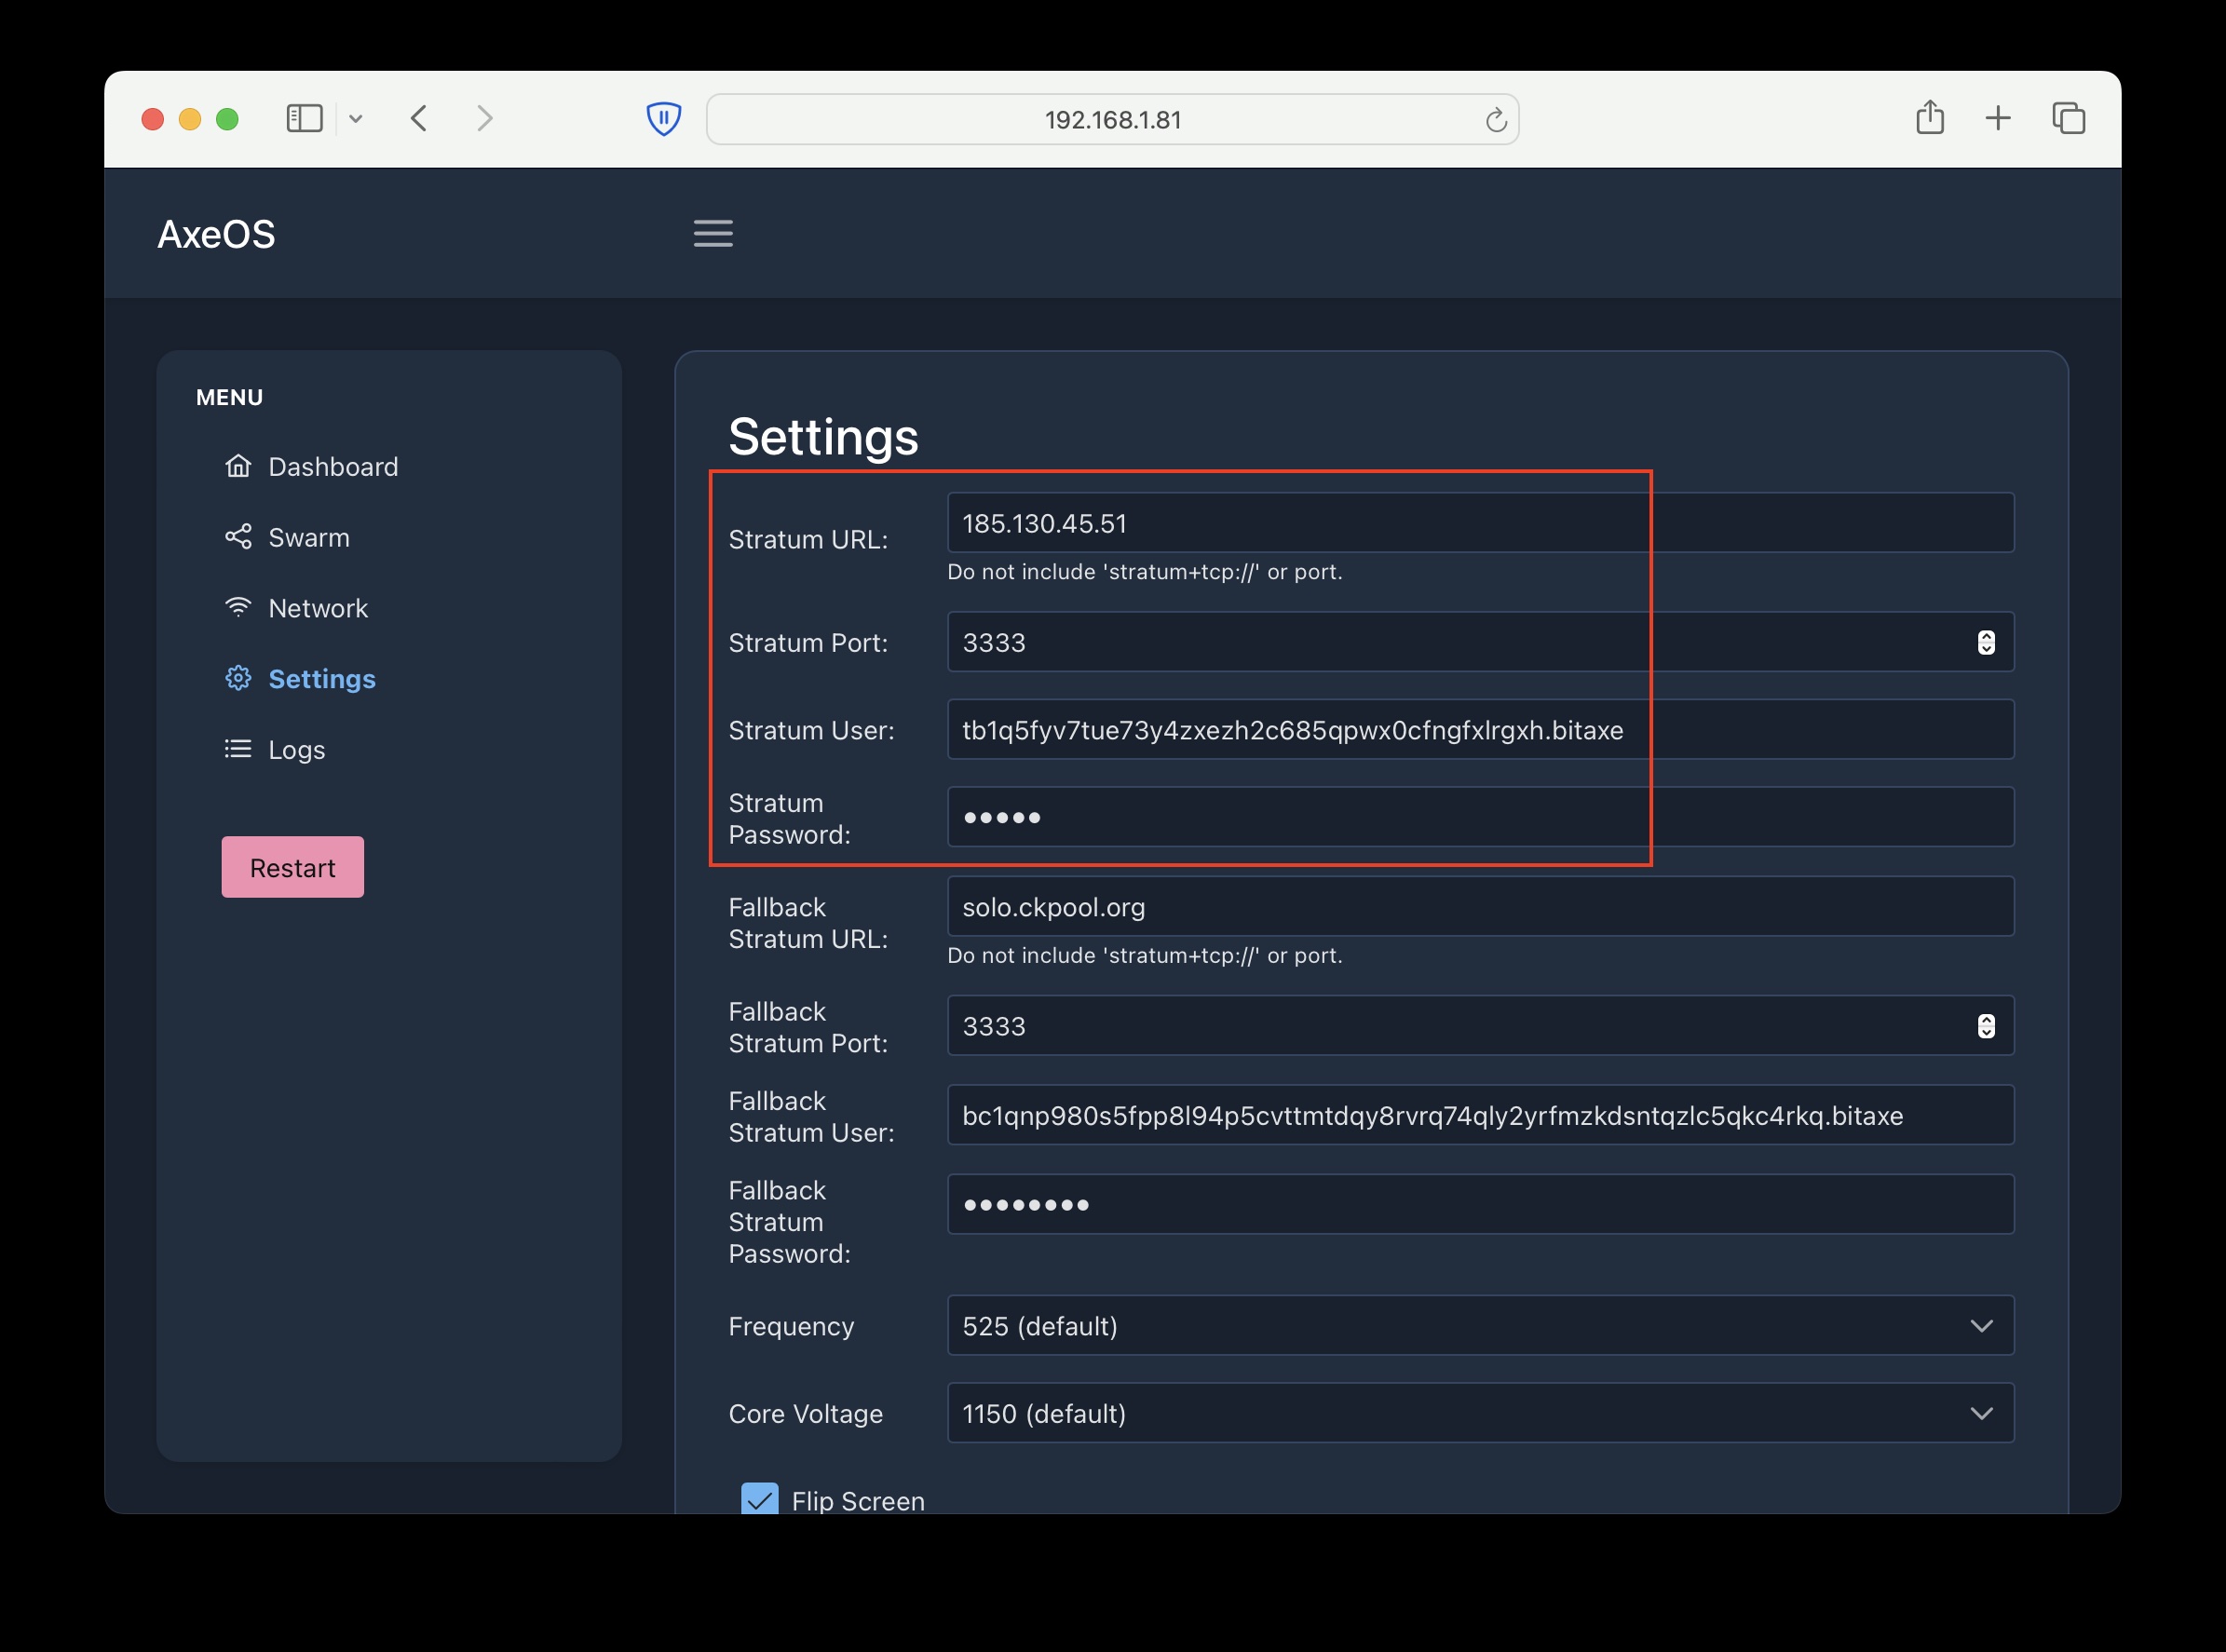 192.168.1.81
AxeOS
MENU
Dashboard
Swarm
Network
Settings
Logs
Restart
Settings
Stratum URL:
185.130.45.51
Do not include 'stratum+tcp://' or port.
Stratum Port:
3333
Stratum User:
tb1q5fyv7tue73y4zxezh2c685qpwx0cfngfxlrgxh.bitaxe
Stratum
Password:
•••••
Fallback
Stratum URL:
solo.ckpool.org
Do not include 'stratum+tcp://' or port.
Fallback
Stratum Port:
3333
Fallback
Stratum User:
bc1qnp980s5fpp8l94p5cvttmtdqy8rvrq74qly2yrfmzkdsntqzlc5qkc4rkq.bitaxe
Fallback
Stratum
Password:
••••••••
Frequency
525 (default)
Core Voltage
1150 (default)
Flip Screen